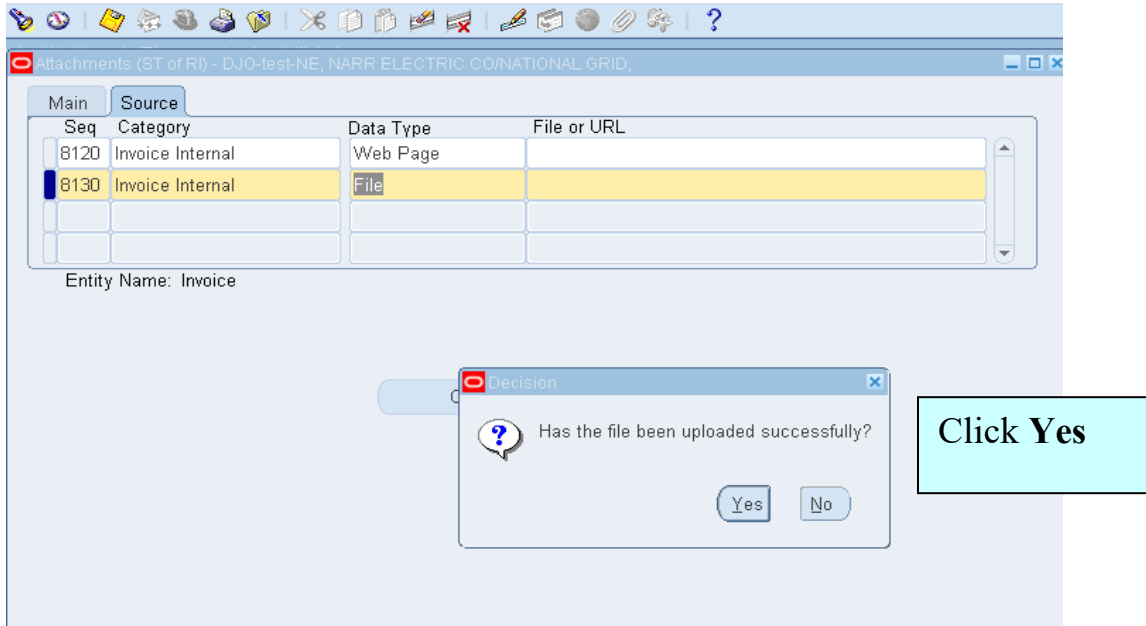 Attachments (ST of RI) - DJO-test-NE, NARR ELECTRIC CO/NATIONAL GRID,
Main Source
Seq Category Data Type File or URL
8120 Invoice Internal Web Page
8130 Invoice Internal File
Entity Name: Invoice
Decision
Has the file been uploaded successfully?
Yes No
Click Yes